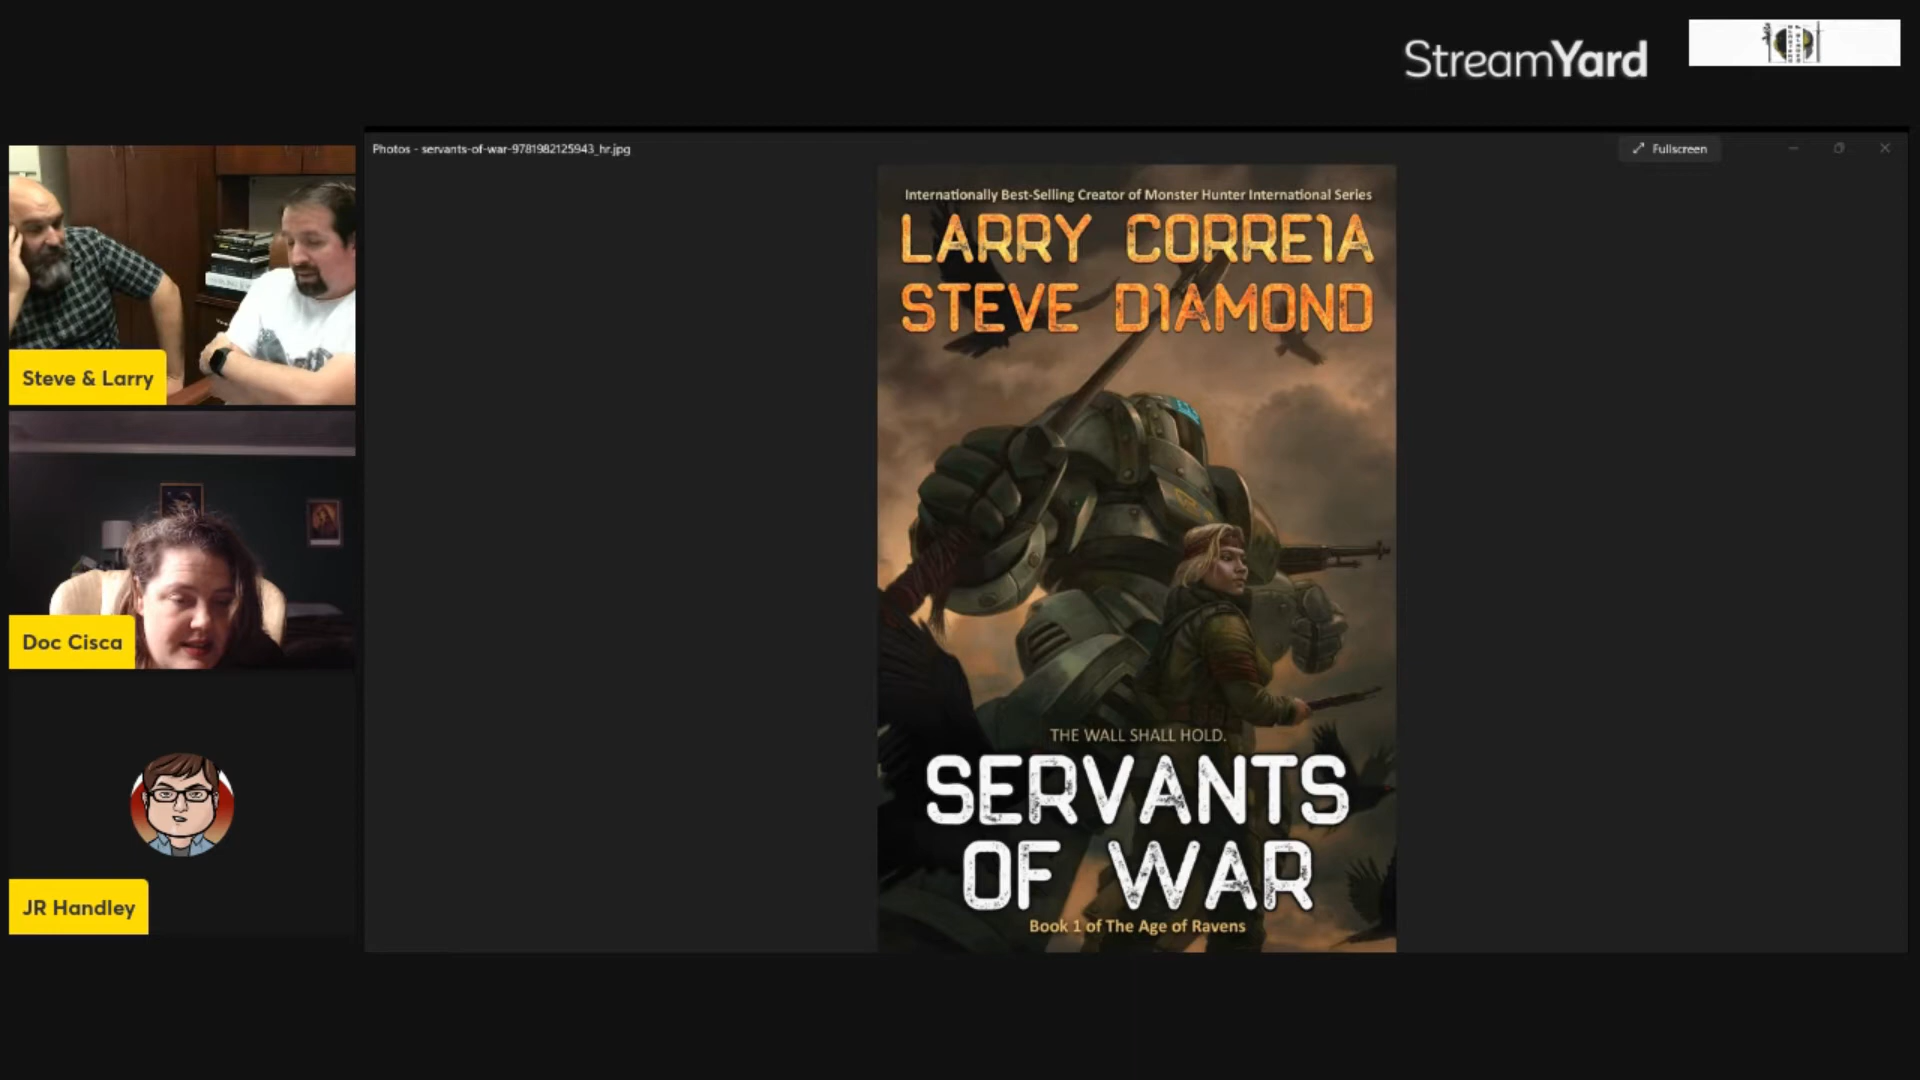 StreamYard
Photos - servants-of-war-9781982125943_hr.jpg
Fullscreen
Internationally Best-Selling Creator of Monster Hunter International Series
LARRY CORREIA
STEVE DIAMOND
THE WALL SHALL HOLD.
SERVANTS
OF WAR
Book 1 of The Age of Ravens
Steve & Larry
Doc Cisca
JR Handley